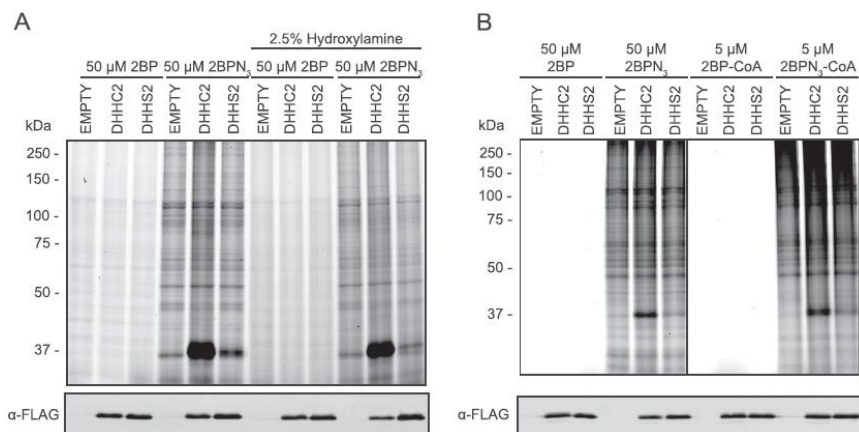 A
2.5% Hydroxylamine
50 µM 2BP 50 µM 2BPN₃ 50 µM 2BP 50 µM 2BPN₃
EMPTY DHHC2 DHHS2 EMPTY DHHC2 DHHS2 EMPTY DHHC2 DHHS2 EMPTY DHHC2 DHHS2
kDa
250 -
150 -
100 -
75 -
50 -
37 -
α-FLAG
B
50 µM 50 µM 5 µM 5 µM
2BP 2BPN₃ 2BP-CoA 2BPN₃-CoA
EMPTY DHHC2 DHHS2 EMPTY DHHC2 DHHS2 EMPTY DHHC2 DHHS2 EMPTY DHHC2 DHHS2
kDa
250 -
150 -
100 -
75 -
50 -
37 -
α-FLAG